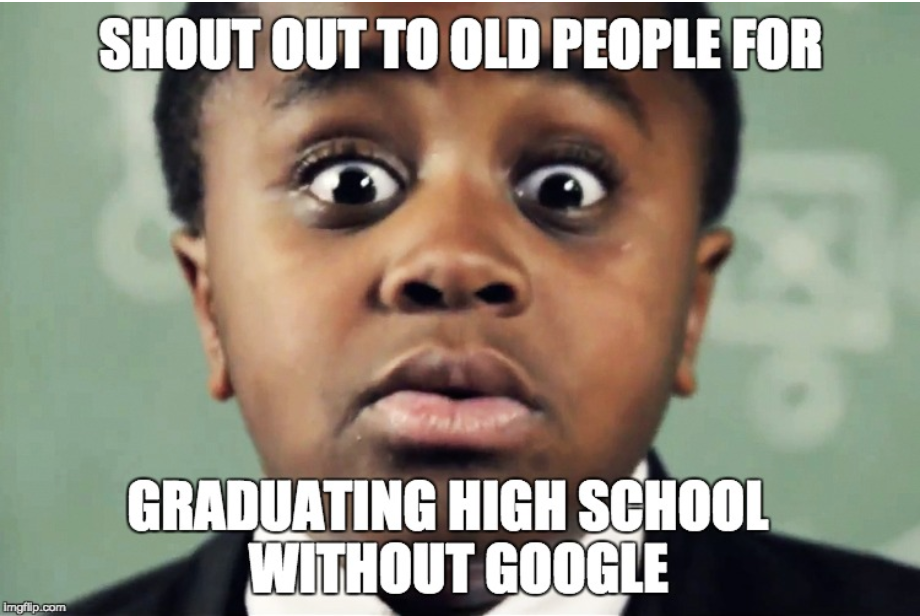 SHOUT OUT TO OLD PEOPLE FOR
GRADUATING HIGH SCHOOL
WITHOUT GOOGLE
imgflip.com